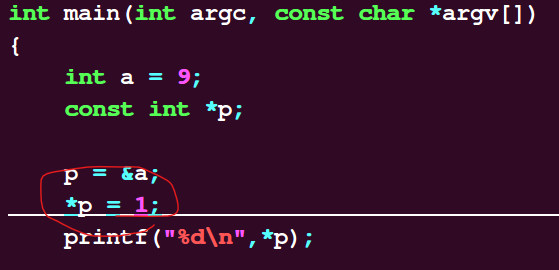 int main(int argc, const char *argv[])
{
int a = 9;
const int *p;
p = &a;
*p = 1;
printf("%d\n",*p);